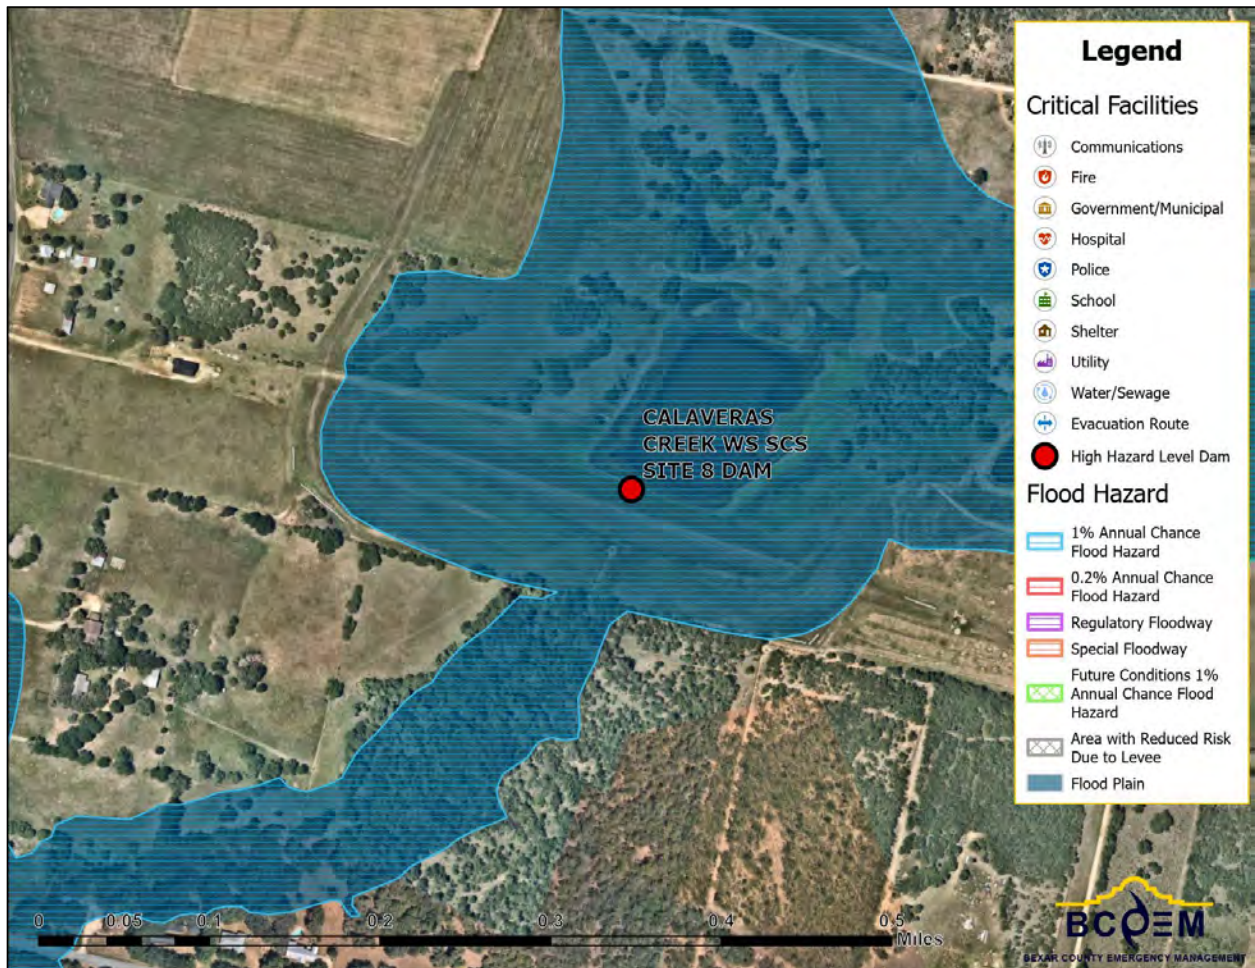 CALAVERAS
CREEK WS SCS
SITE 8 DAM
Legend
Critical Facilities
Communications
Fire
Government/Municipal
Hospital
Police
School
Shelter
Utility
Water/Sewage
Evacuation Route
High Hazard Level Dam
Flood Hazard
1% Annual Chance
Flood Hazard
0.2% Annual Chance
Flood Hazard
Regulatory Floodway
Special Floodway
Future Conditions 1%
Annual Chance Flood
Hazard
Area with Reduced Risk
Due to Levee
Flood Plain
0 0.05 0.1 0.2 0.3 0.4 0.5
Miles
BCOEM
BEXAR COUNTY EMERGENCY MANAGEMENT